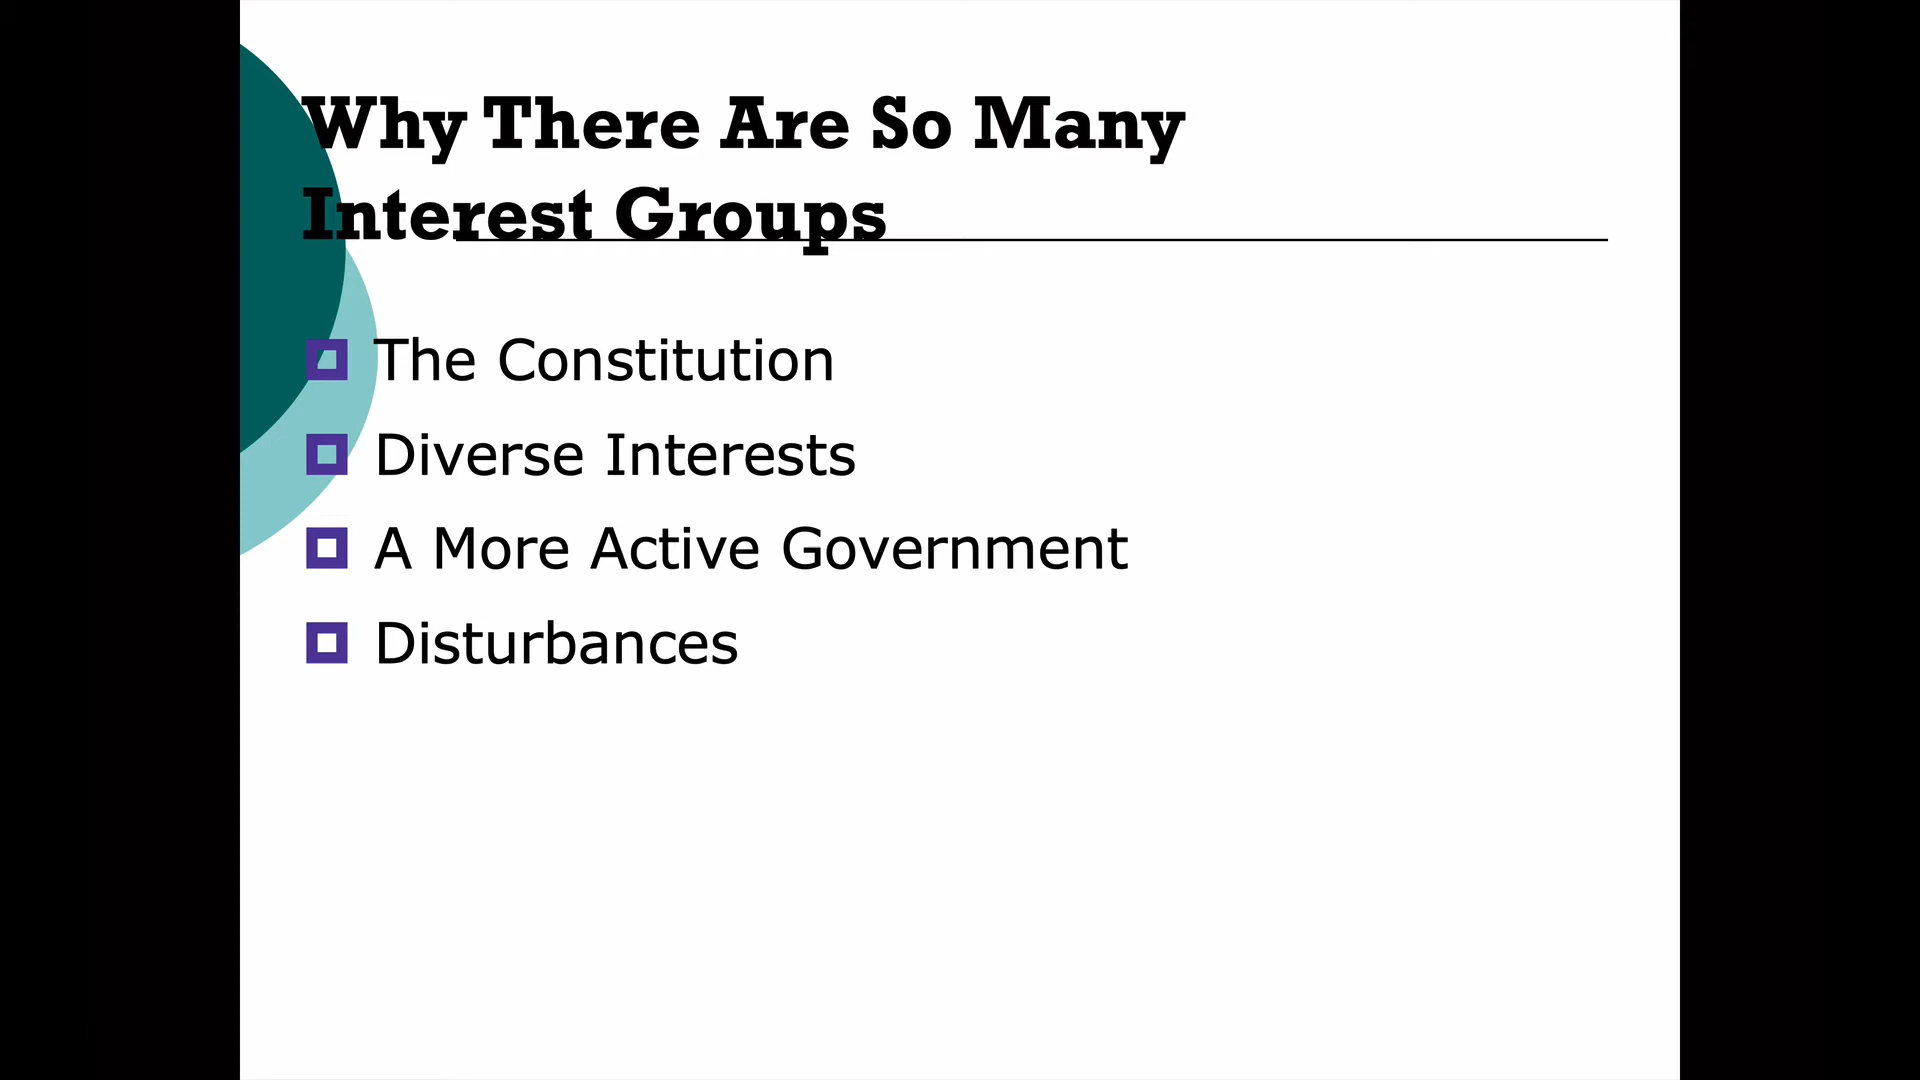 Why There Are So Many
Interest Groups
The Constitution
Diverse Interests
A More Active Government
Disturbances